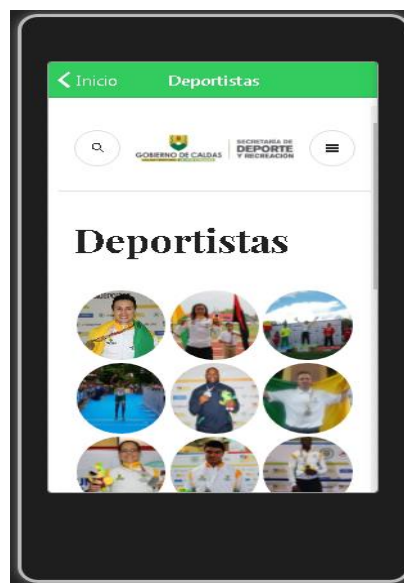 Inicio
Deportistas
GOBIERNO DE CALDAS
SECRETARÍA DE
DEPORTE
Y RECREACIÓN
Deportistas